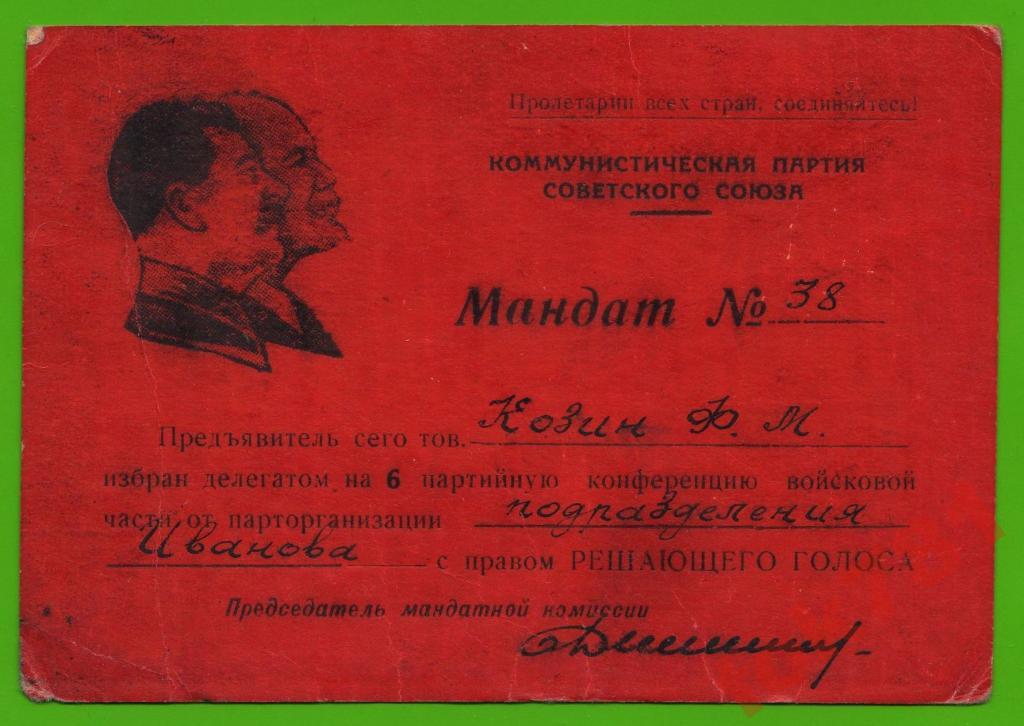 Пролетарии всех стран, соединяйтесь!
КОММУНИСТИЧЕСКАЯ ПАРТИЯ
СОВЕТСКОГО СОЮЗА
Мандат № 38
Предъявитель сего тов. Козин Ф. М.
избран делегатом на 6 партийную конференцию войсковой
части от парторганизации подразделения
Иванова с правом РЕШАЮЩЕГО ГОЛОСА
Председатель мандатной комиссии